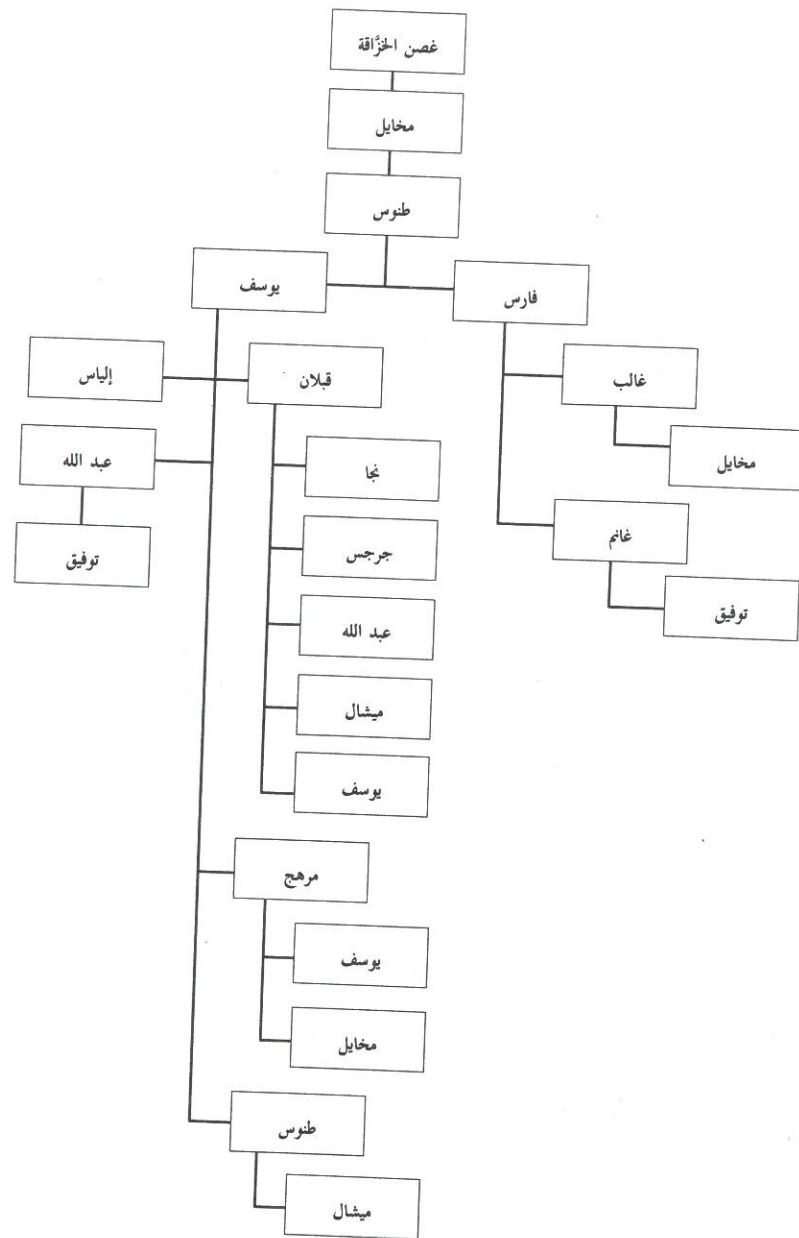 غصن الخزَّاقة
مخايل
طنوس
فارس
يوسف
غالب
مخايل
غانم
توفيق
قبلان
إلياس
نجا
عبد الله
توفيق
جرجس
عبد الله
ميشال
يوسف
مرهج
يوسف
مخايل
طنوس
ميشال